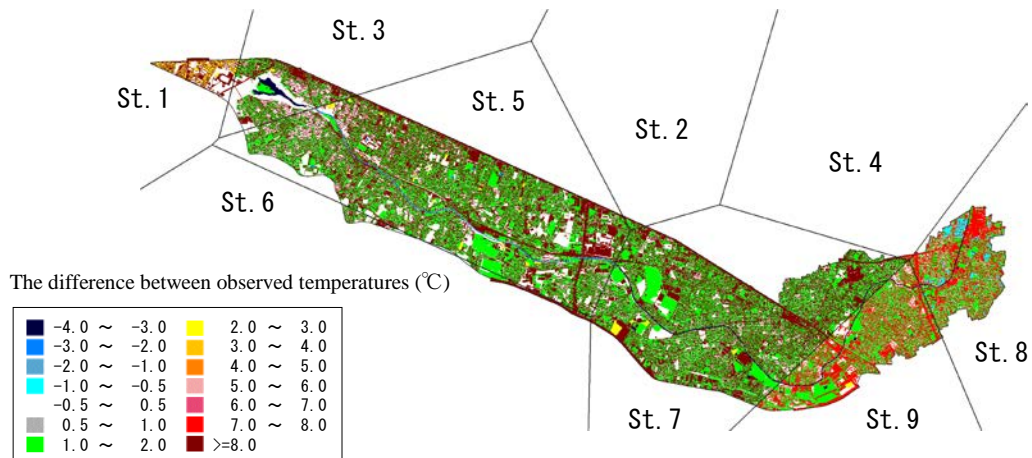 St. 3
St. 1
St. 5
St. 2
St. 4
St. 6
The difference between observed temperatures (℃)
-4.0 ～ -3.0 2.0 ～ 3.0
-3.0 ～ -2.0 3.0 ～ 4.0
-2.0 ～ -1.0 4.0 ～ 5.0
-1.0 ～ -0.5 5.0 ～ 6.0
-0.5 ～ 0.5 6.0 ～ 7.0
0.5 ～ 1.0 7.0 ～ 8.0
1.0 ～ 2.0 >=8.0
St. 8
St. 7
St. 9